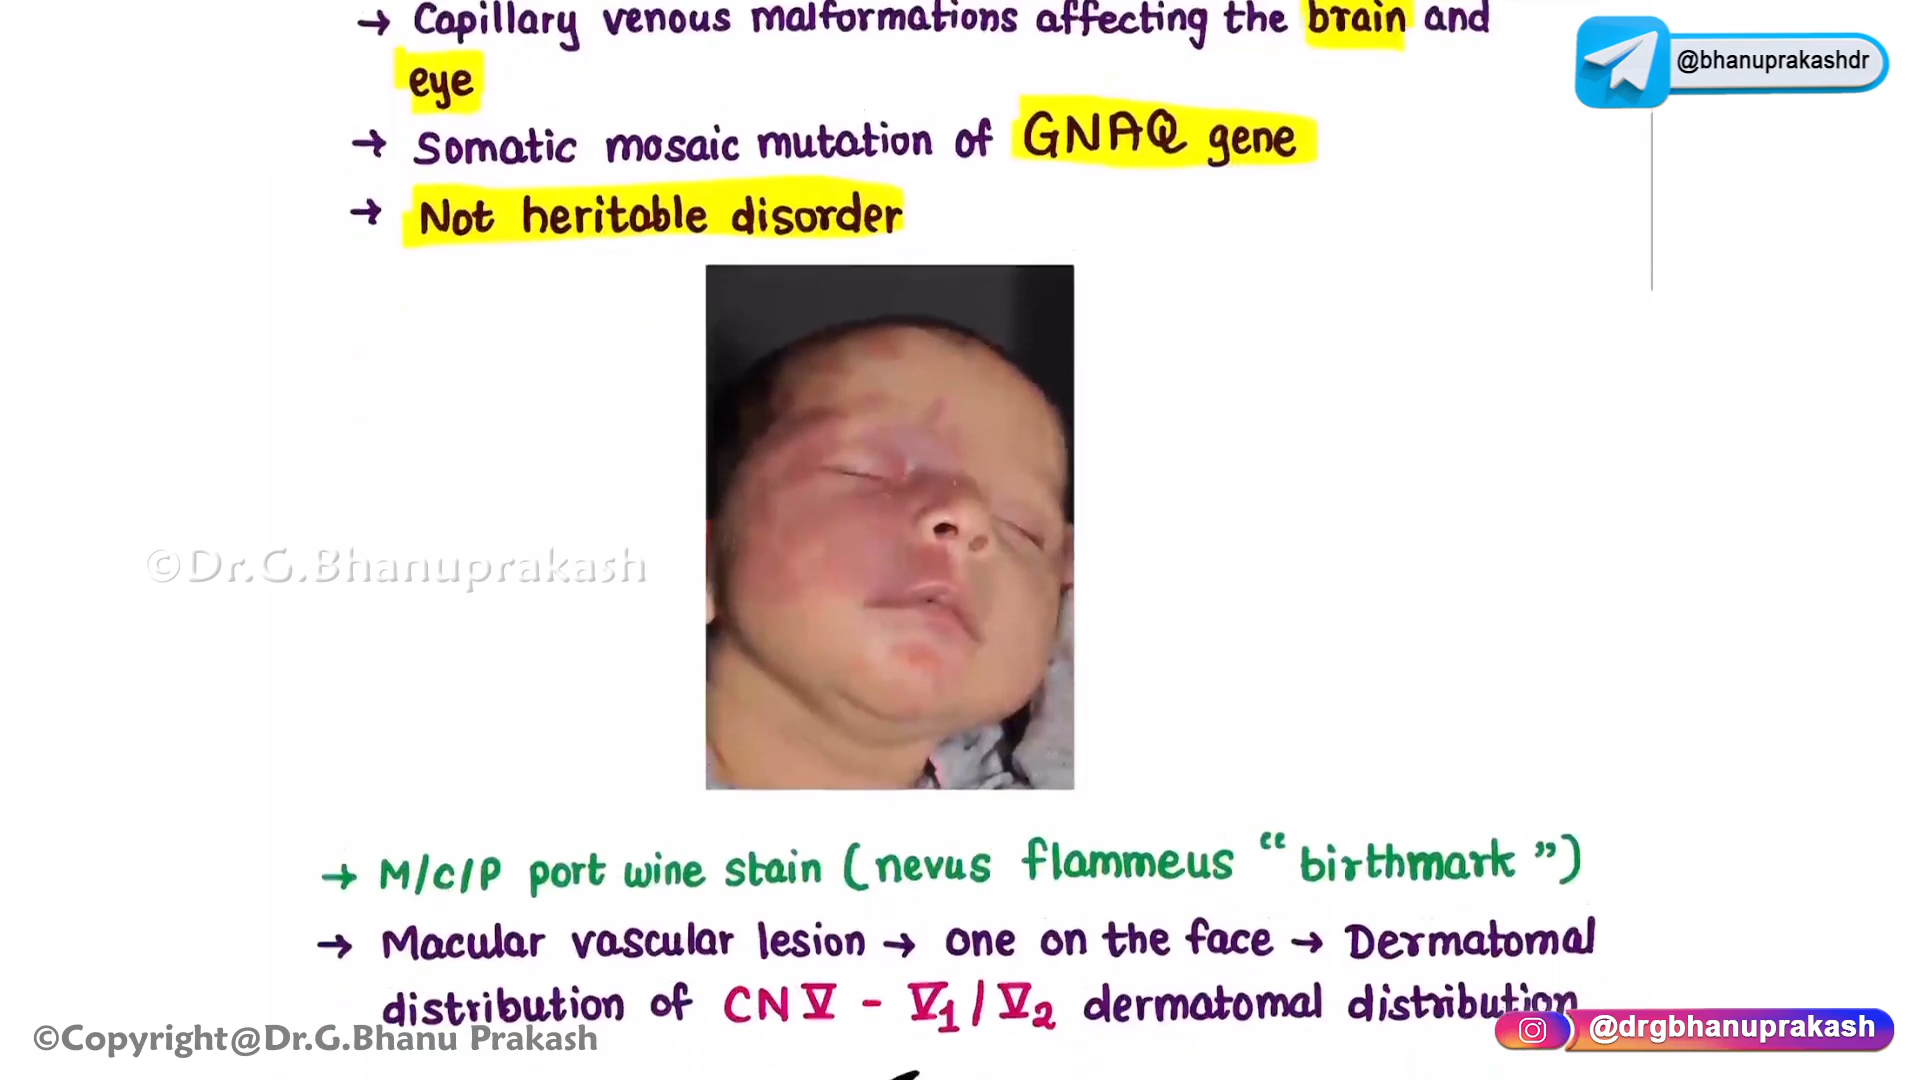 → Capillary venous malformations affecting the brain and
@bhanuprakashdr
eye
→ Somatic mosaic mutation of GNAQ gene
→ Not heritable disorder
©Dr.G.Bhanuprakash
→ M/C/P port wine stain (nevus flammeus "birthmark")
→ Macular vascular lesion → one on the face → Dermatomal
distribution of CN V - V1/V2 dermatomal distribution
©Copyright@Dr.G.Bhanu Prakash
@drgbhanuprakash